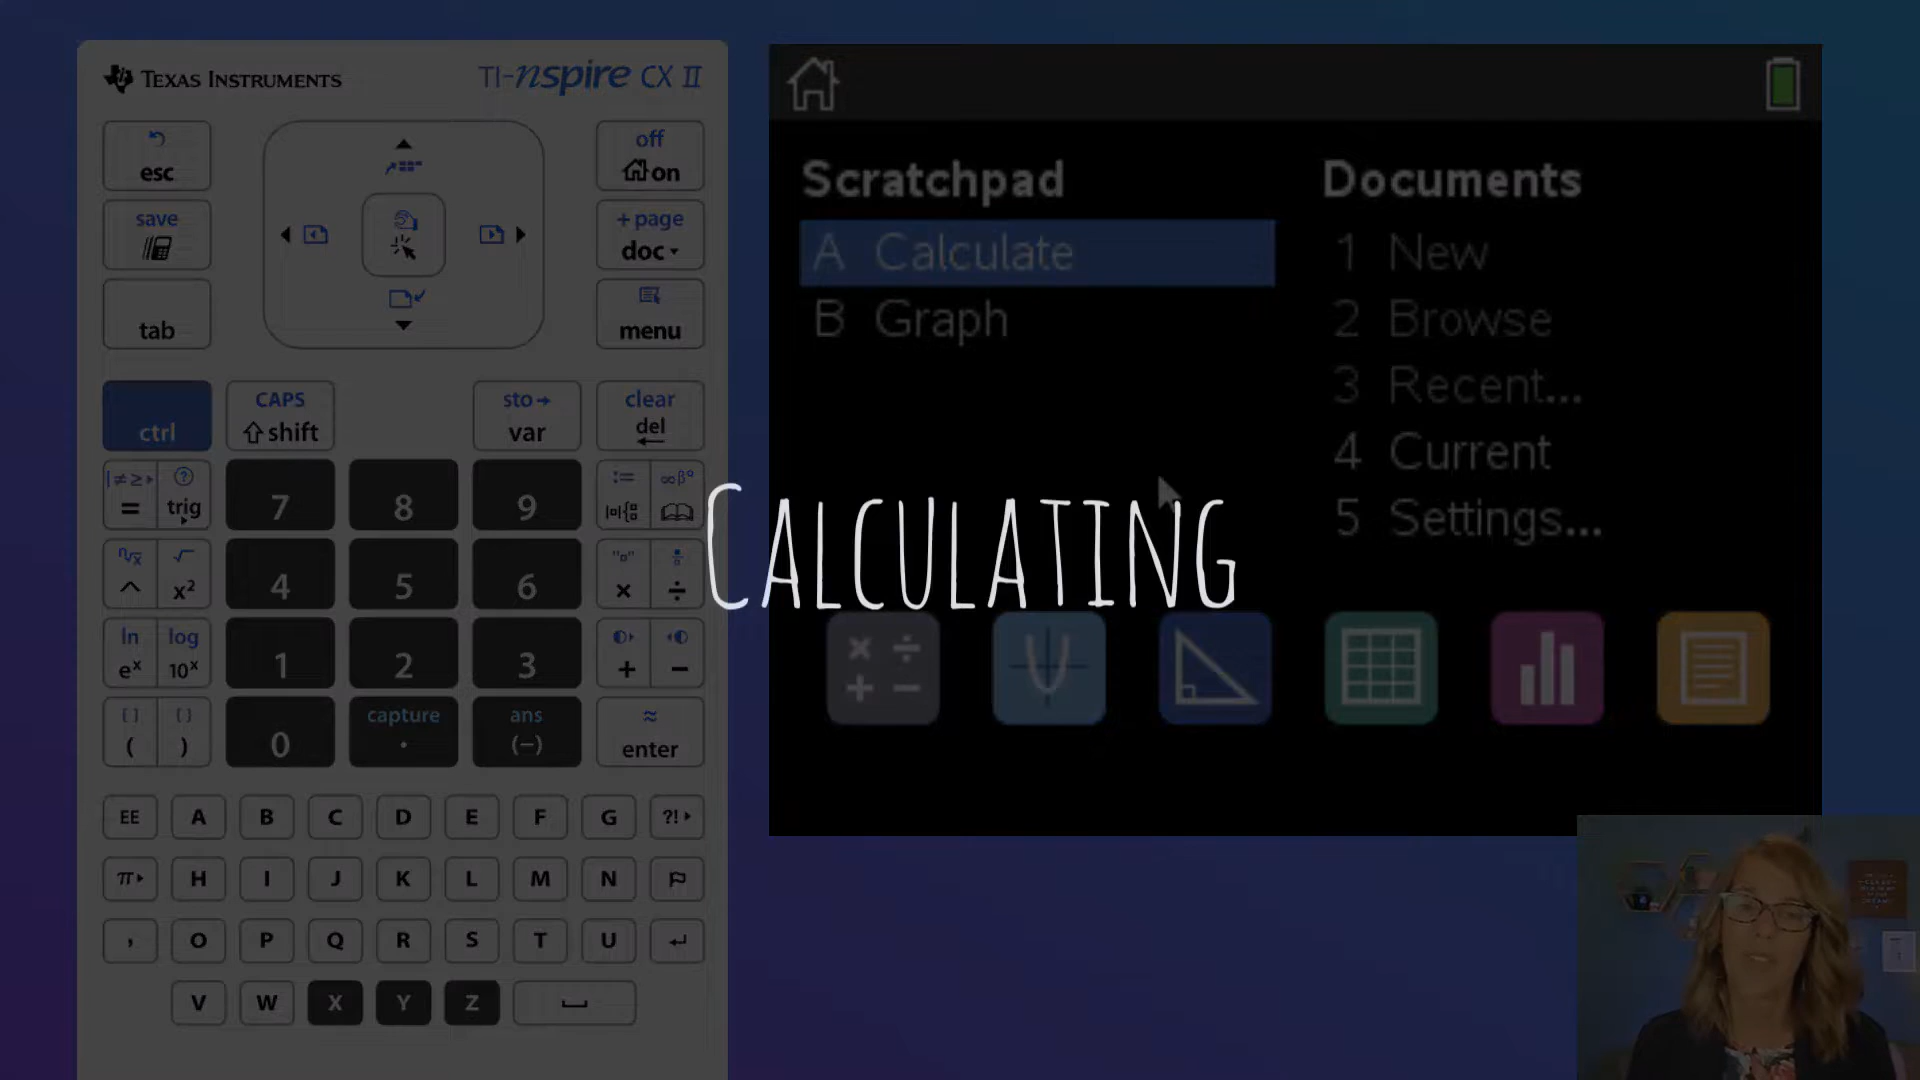 TEXAS INSTRUMENTS
TI-nspire CX II
esc
off
on
save
+ page
doc
tab
menu
ctrl
CAPS
shift
sto→
var
clear
del
|≠≥▸
=
?
trig
7
8
9
:=
∞β°
ⁿ√x
^
√
x²
4
5
6
"□"
×
÷
ln
eˣ
log
10ˣ
1
2
3
+
−
[ ]
(
{ }
)
0
capture
.
ans
(−)
≈
enter
EE
A
B
C
D
E
F
G
?!▸
π▸
H
I
J
K
L
M
N
,
O
P
Q
R
S
T
U
V
W
X
Y
Z
Scratchpad
A Calculate
B Graph
Documents
1 New
2 Browse
3 Recent...
4 Current
5 Settings...
CALCULATING